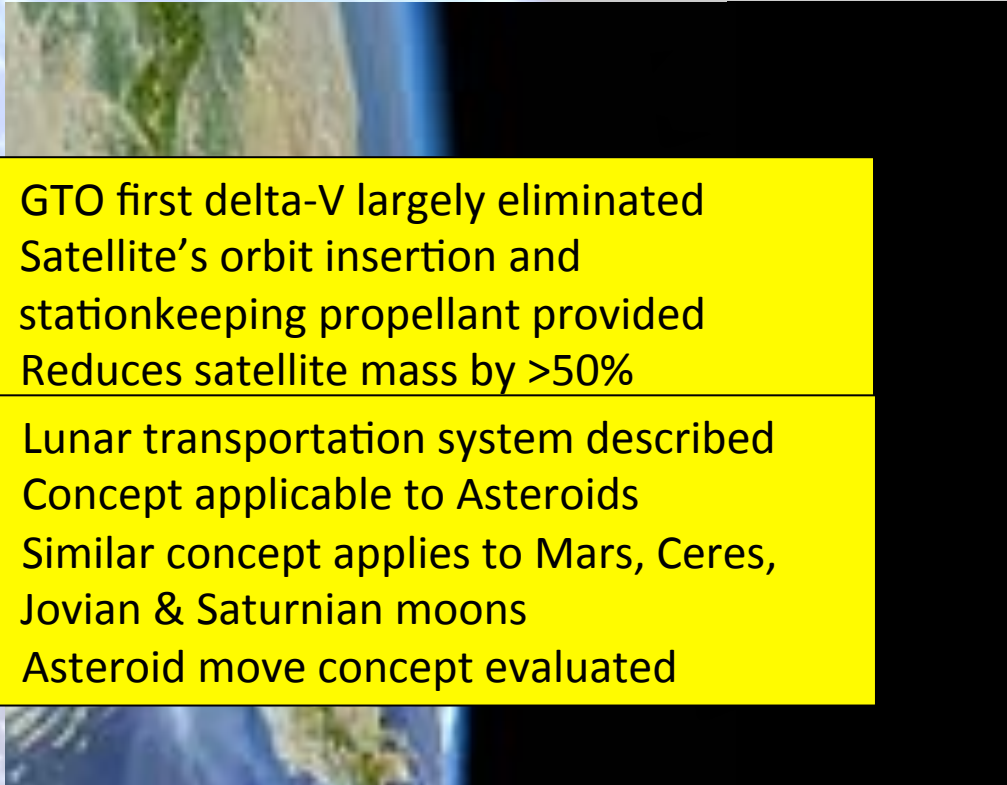 GTO first delta-V largely eliminated
Satellite’s orbit insertion and
stationkeeping propellant provided
Reduces satellite mass by >50%
Lunar transportation system described
Concept applicable to Asteroids
Similar concept applies to Mars, Ceres,
Jovian & Saturnian moons
Asteroid move concept evaluated